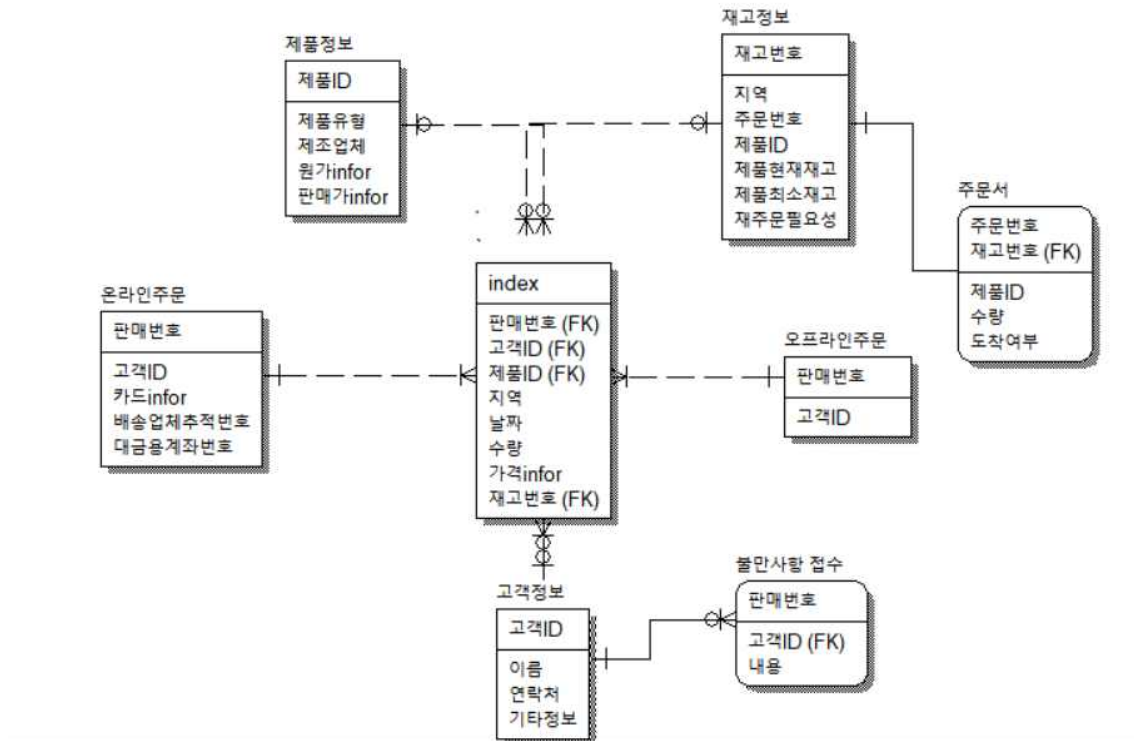 제품정보
제품ID
제품유형
제조업체
원가infor
판매가infor
재고정보
재고번호
지역
주문번호
제품ID
제품현재재고
제품최소재고
재주문필요성
주문서
주문번호
재고번호 (FK)
제품ID
수량
도착여부
온라인주문
판매번호
고객ID
카드infor
배송업체추적번호
대금용계좌번호
index
판매번호 (FK)
고객ID (FK)
제품ID (FK)
지역
날짜
수량
가격infor
재고번호 (FK)
오프라인주문
판매번호
고객ID
고객정보
고객ID
이름
연락처
기타정보
불만사항 접수
판매번호
고객ID (FK)
내용